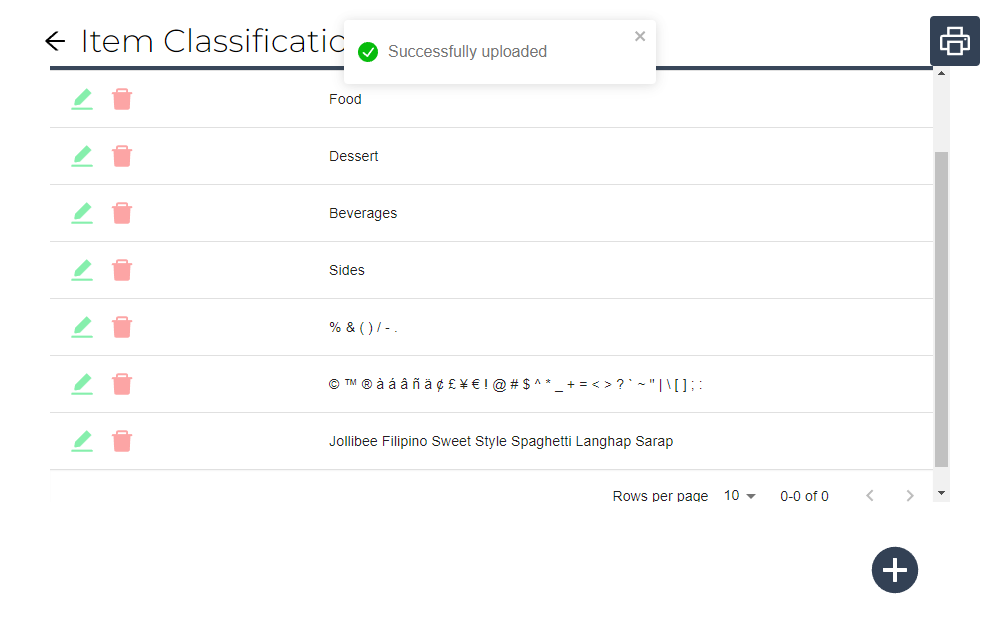 Item Classificatio
Successfully uploaded
Food
Dessert
Beverages
Sides
% & ( ) / - .
© ™ ® à á â ñ ä ¢ £ ¥ € ! @ # $ ^ * _ + = < > ? ` ~ " | \ [ ] ; :
Jollibee Filipino Sweet Style Spaghetti Langhap Sarap
Rows per page 10 0-0 of 0